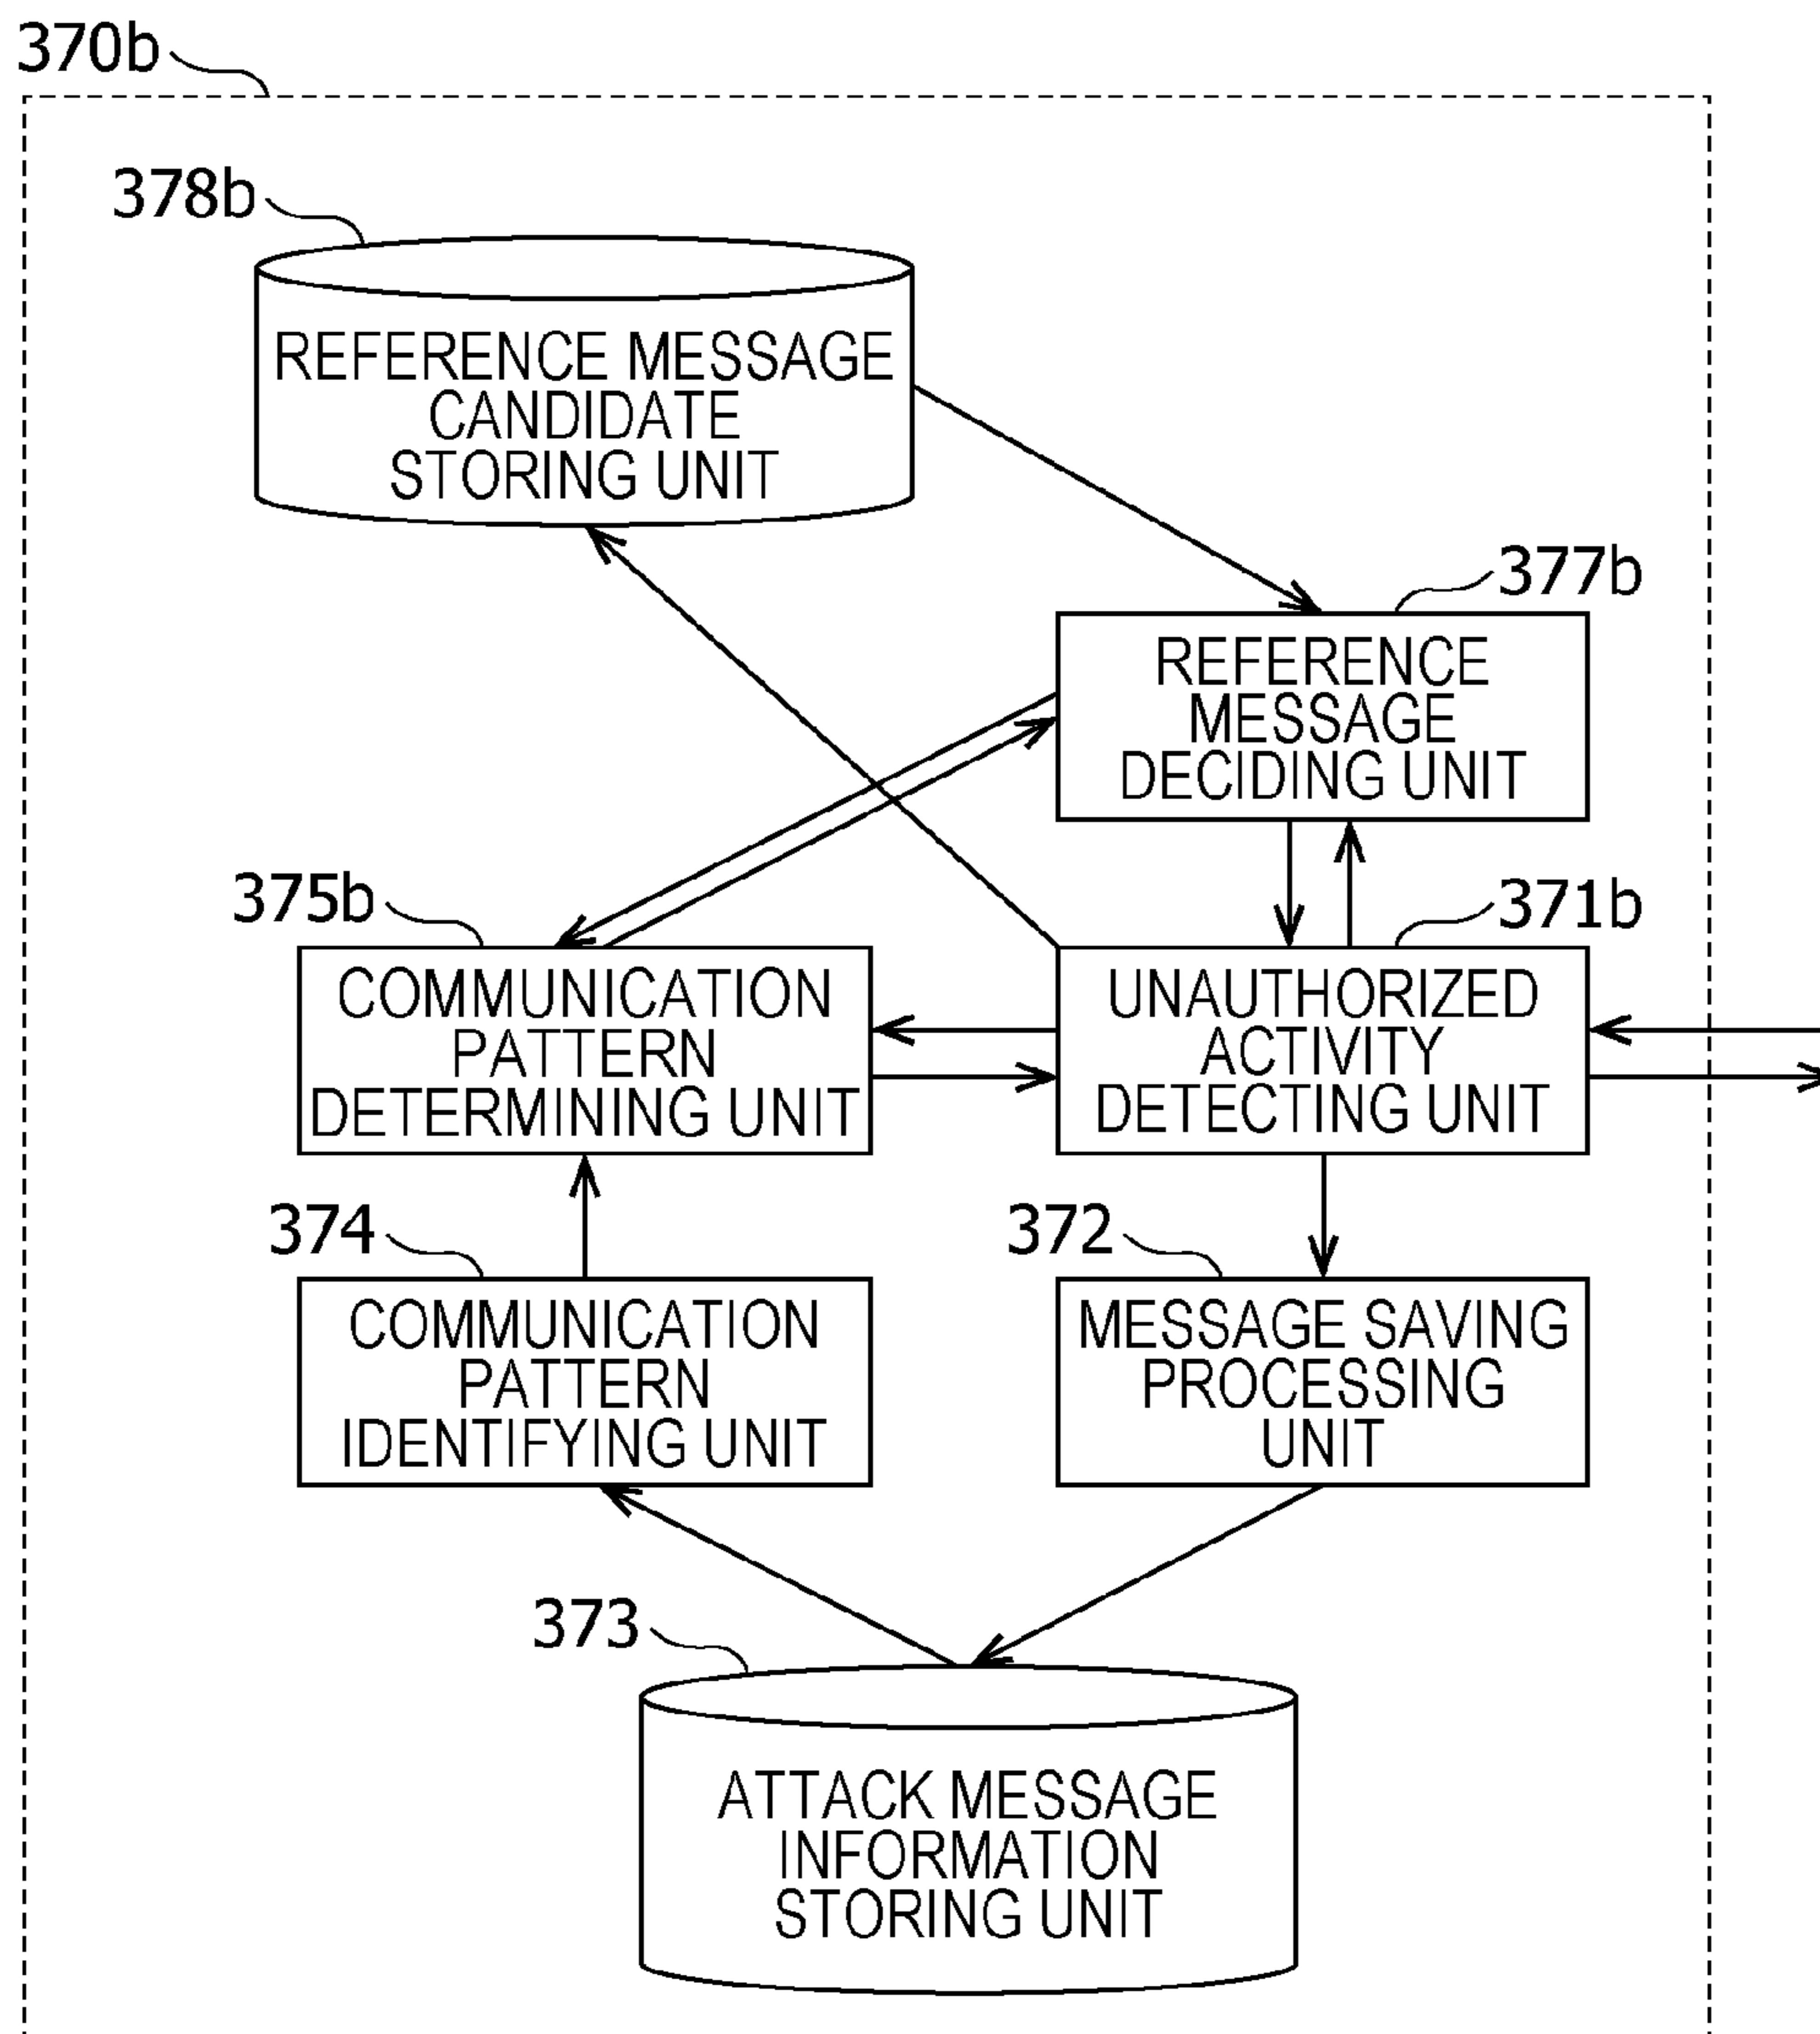 370b
378b
REFERENCE MESSAGE
CANDIDATE
STORING UNIT
377b
REFERENCE
MESSAGE
DECIDING UNIT
375b
COMMUNICATION
PATTERN
DETERMINING UNIT
371b
UNAUTHORIZED
ACTIVITY
DETECTING UNIT
374
COMMUNICATION
PATTERN
IDENTIFYING UNIT
372
MESSAGE SAVING
PROCESSING
UNIT
373
ATTACK MESSAGE
INFORMATION
STORING UNIT